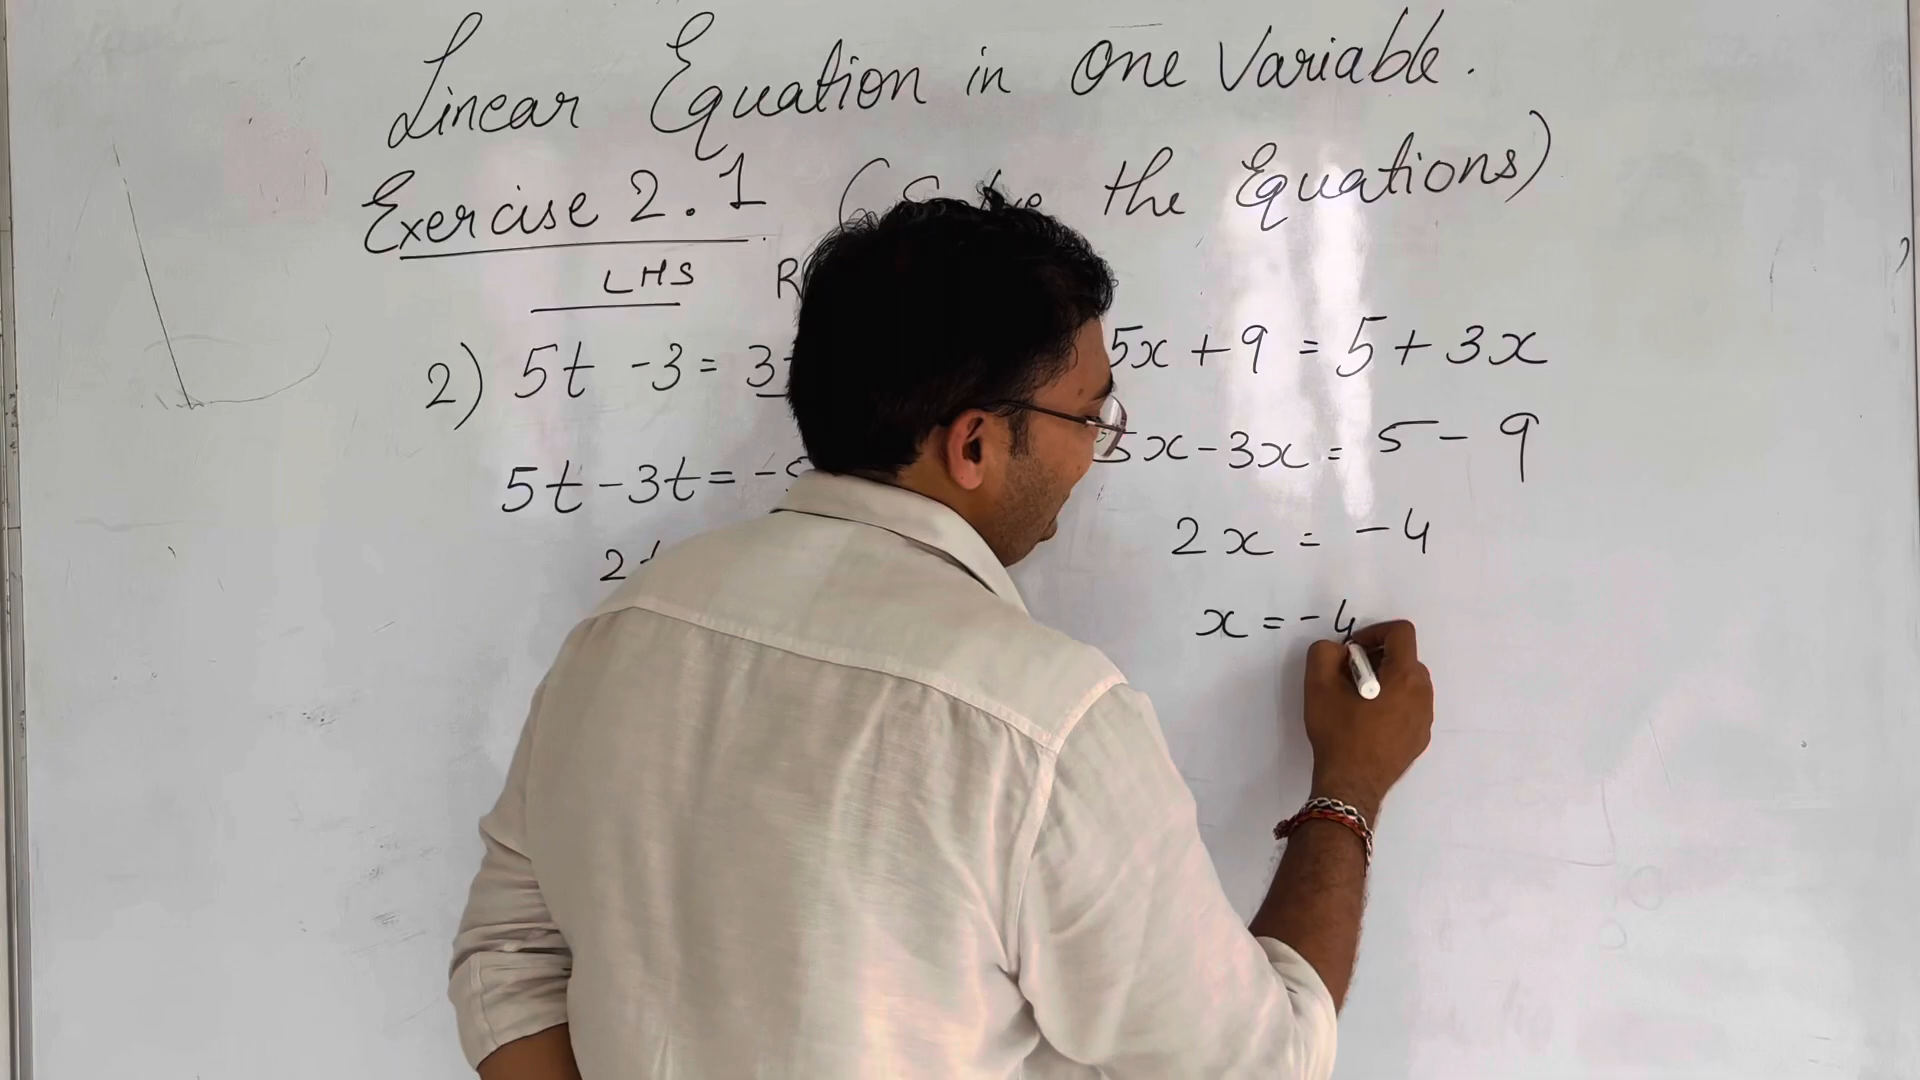 Linear Equation in One Variable.
Exercise 2.1 ( the Equations)
LHS R
2) 5t - 3 = 3
5t - 3t = -
2
5x + 9 = 5 + 3x
5x - 3x = 5 - 9
2x = -4
x = -4